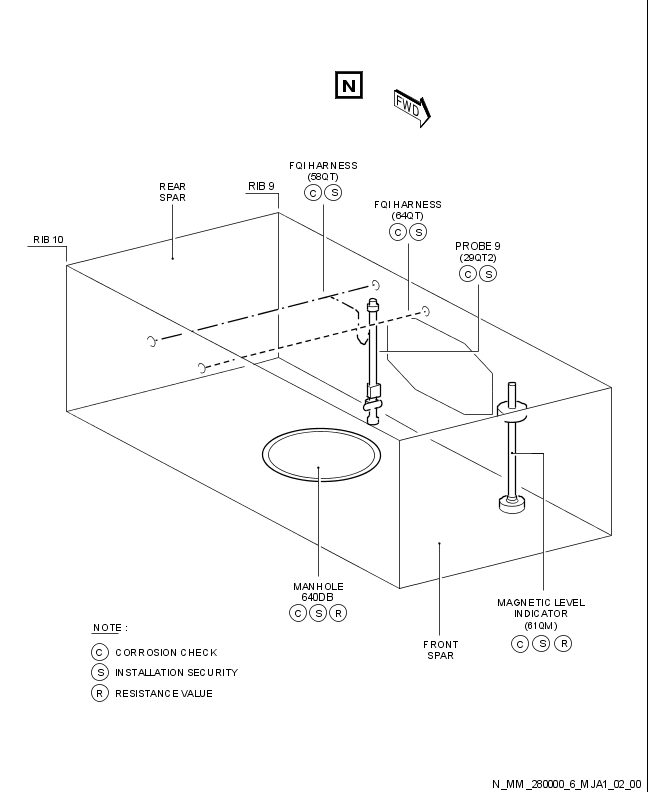 N
FWD
FQI HARNESS
(58QT)
C S
REAR
SPAR
RIB 9
FQI HARNESS
(64QT)
C S
RIB 10
PROBE 9
(29QT2)
C S
MANHOLE
640DB
C S R
MAGNETIC LEVEL
INDICATOR
(61QM)
C S R
FRONT
SPAR
NOTE :
C CORROSION CHECK
S INSTALLATION SECURITY
R RESISTANCE VALUE
N_MM_280000_6_MJA1_02_00